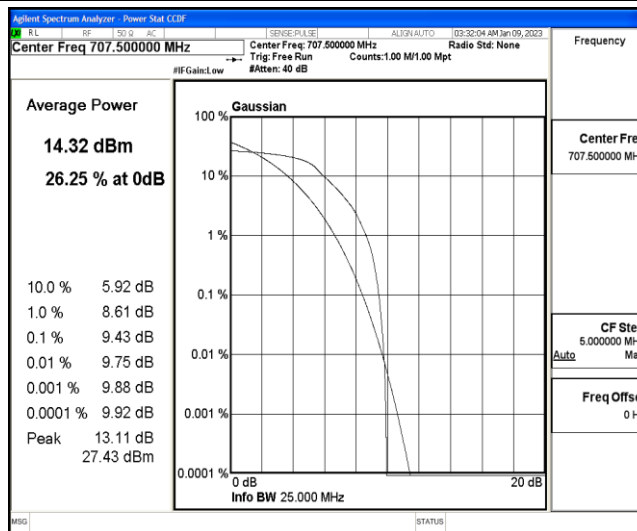 Agilent Spectrum Analyzer - Power Stat CCDF
RL RF 50 Ω AC SENSE:PULSE ALIGN AUTO 03:32:04 AM Jan 09, 2023
Center Freq 707.500000 MHz
Center Freq: 707.500000 MHz Radio Std: None
Trig: Free Run Counts:1.00 M/1.00 Mpt
#IFGain:Low #Atten: 40 dB
Frequency
Average Power
14.32 dBm
26.25 % at 0dB
10.0 % 5.92 dB
1.0 % 8.61 dB
0.1 % 9.43 dB
0.01 % 9.75 dB
0.001 % 9.88 dB
0.0001 % 9.92 dB
Peak 13.11 dB
27.43 dBm
Gaussian
100 %
10 %
1 %
0.1 %
0.01 %
0.001 %
0.0001 %
0 dB 20 dB
Info BW 25.000 MHz
Center Fre
707.500000 MH
CF Ste
5.000000 MH
Auto Ma
Freq Offse
0 H
MSG STATUS